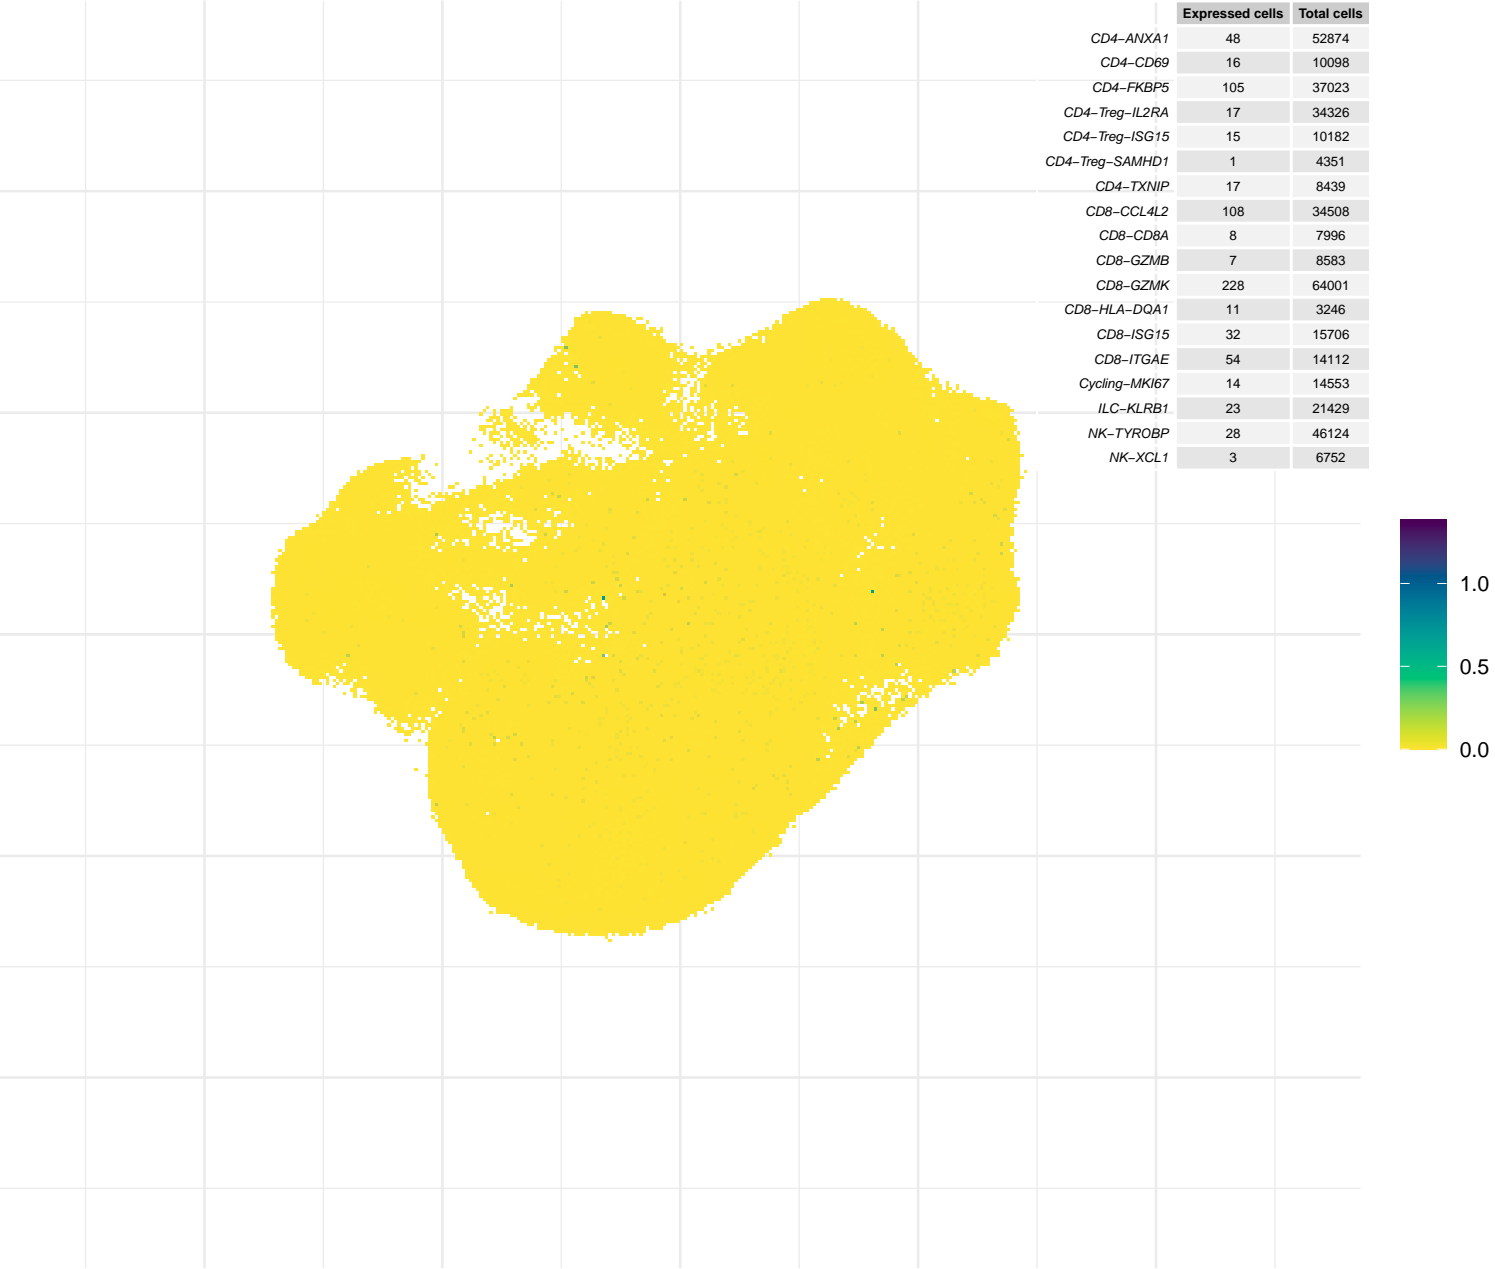 Expressed cells Total cells
CD4−ANXA1 48 52874
CD4−CD69 16 10098
CD4−FKBP5 105 37023
CD4−Treg−IL2RA 17 34326
CD4−Treg−ISG15 15 10182
CD4−Treg−SAMHD1 1 4351
CD4−TXNIP 17 8439
CD8−CCL4L2 108 34508
CD8−CD8A 8 7996
CD8−GZMB 7 8583
CD8−GZMK 228 64001
CD8−HLA−DQA1 11 3246
CD8−ISG15 32 15706
CD8−ITGAE 54 14112
Cycling−MKI67 14 14553
ILC−KLRB1 23 21429
NK−TYROBP 28 46124
NK−XCL1 3 6752
1.0
0.5
0.0